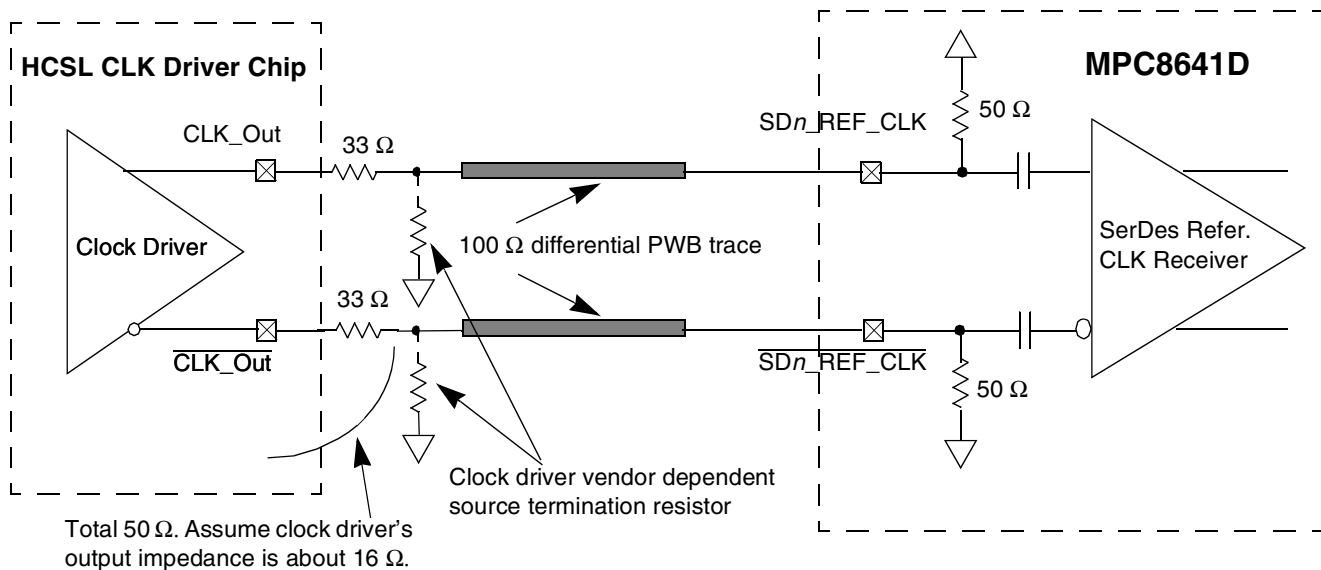 HCSL CLK Driver Chip
MPC8641D
CLK_Out
33 Ω
SDn_REF_CLK
50 Ω
Clock Driver
100 Ω differential PWB trace
SerDes Refer.
CLK Receiver
33 Ω
CLK_Out
SDn_REF_CLK
50 Ω
Clock driver vendor dependent
source termination resistor
Total 50 Ω. Assume clock driver's
output impedance is about 16 Ω.